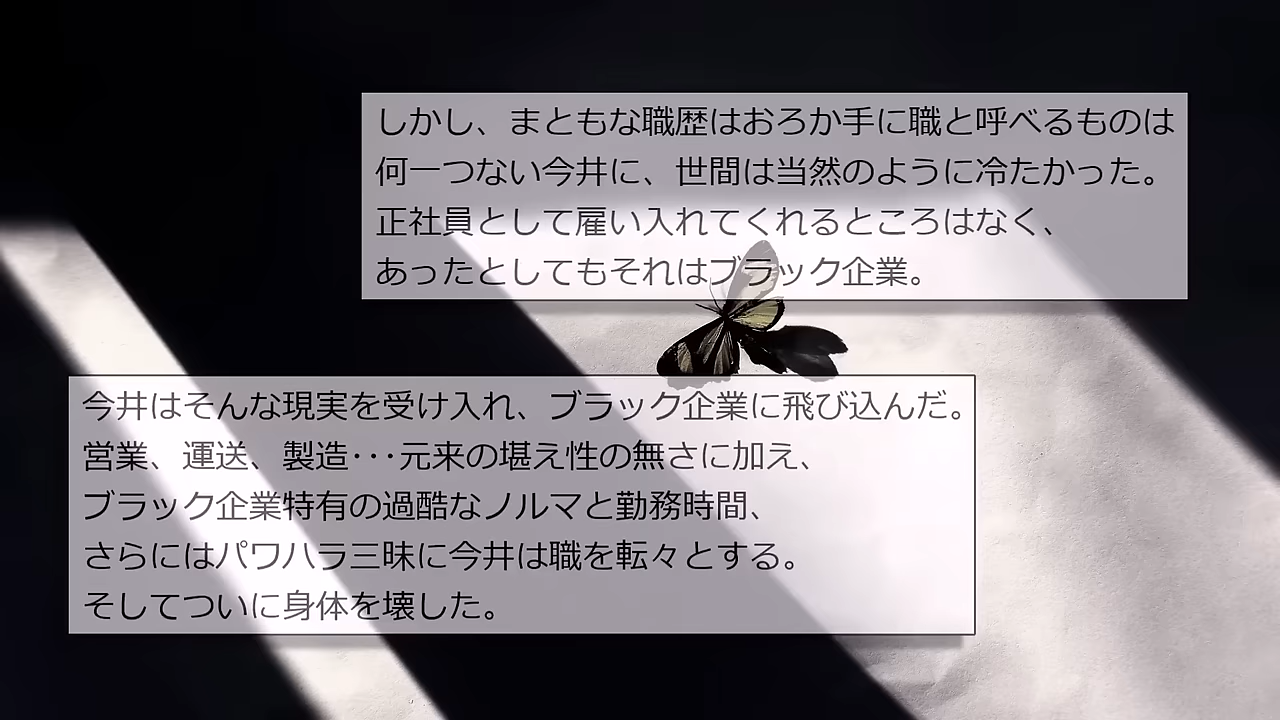 しかし、まともな職歴はおろか手に職と呼べるものは
何一つない今井に、世間は当然のように冷たかった。
正社員として雇い入れてくれるところはなく、
あったとしてもそれはブラック企業。
今井はそんな現実を受け入れ、ブラック企業に飛び込んだ。
営業、運送、製造･･･元来の堪え性の無さに加え、
ブラック企業特有の過酷なノルマと勤務時間、
さらにはパワハラ三昧に今井は職を転々とする。
そしてついに身体を壊した。